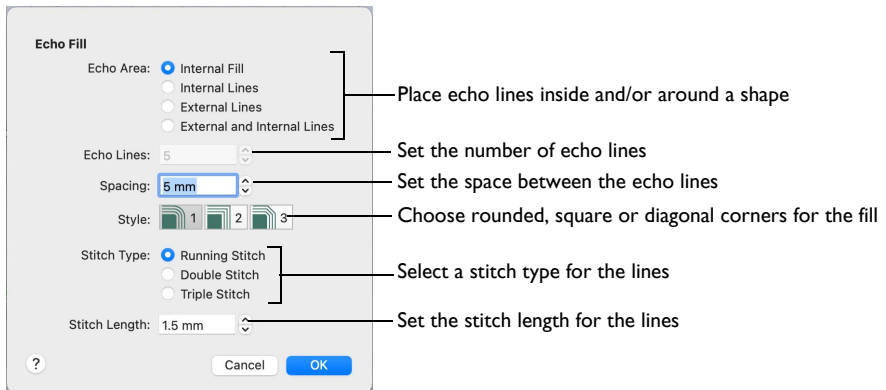 Echo Fill
Echo Area: Internal Fill
Internal Lines
External Lines
External and Internal Lines
Place echo lines inside and/or around a shape
Echo Lines: 5
Set the number of echo lines
Spacing: 5 mm
Set the space between the echo lines
Style: 1 2 3
Choose rounded, square or diagonal corners for the fill
Stitch Type: Running Stitch
Double Stitch
Triple Stitch
Select a stitch type for the lines
Stitch Length: 1.5 mm
Set the stitch length for the lines
? Cancel OK